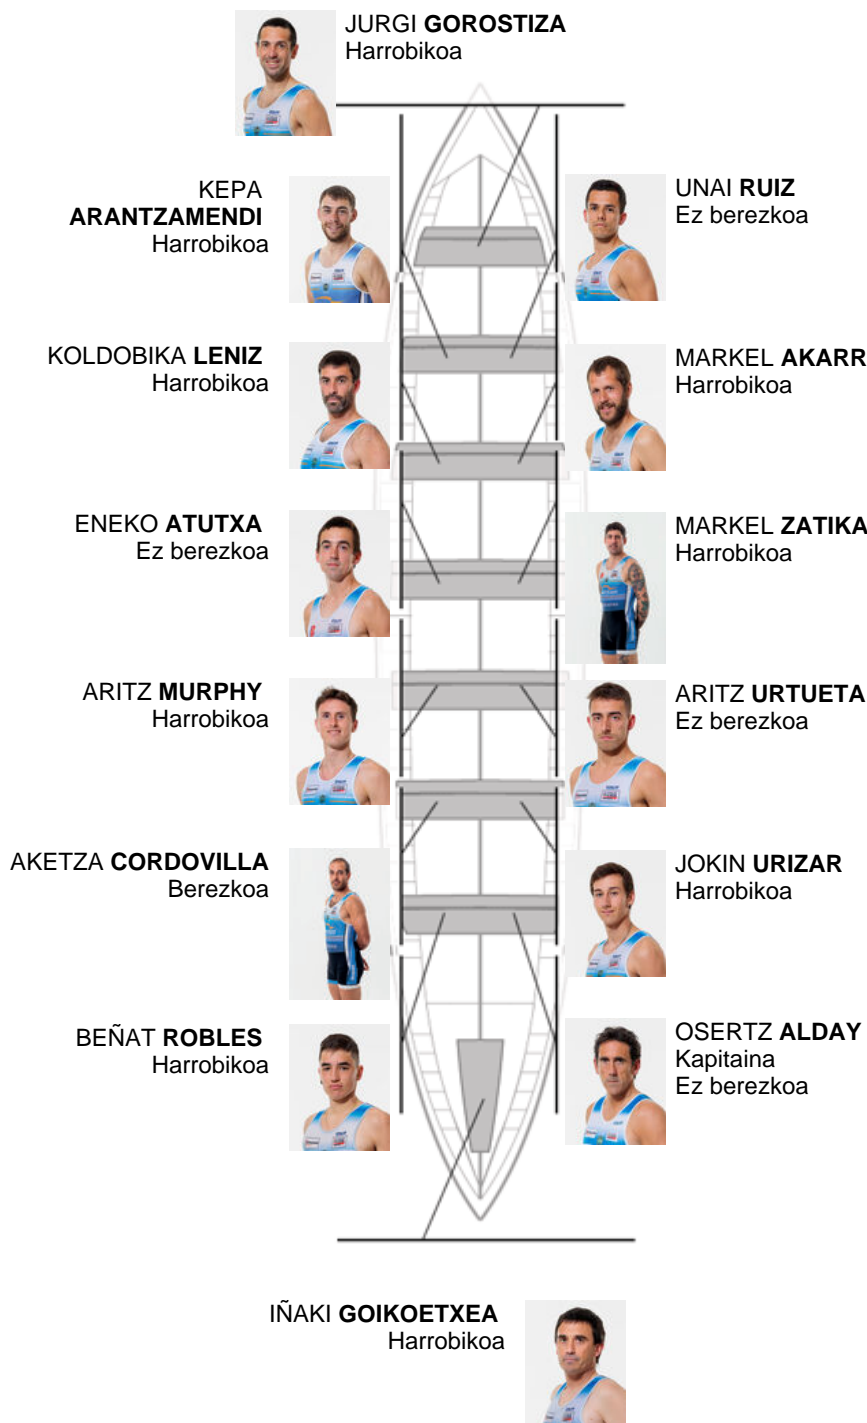 JURGI GOROSTIZA
Harrobikoa
KEPA
ARANTZAMENDI
Harrobikoa
UNAI RUIZ
Ez berezkoa
KOLDOBIKA LENIZ
Harrobikoa
MARKEL AKARR
Harrobikoa
ENEKO ATUTXA
Ez berezkoa
MARKEL ZATIKA
Harrobikoa
ARITZ MURPHY
Harrobikoa
ARITZ URTUETA
Ez berezkoa
AKETZA CORDOVILLA
Berezkoa
JOKIN URIZAR
Harrobikoa
BEÑAT ROBLES
Harrobikoa
OSERTZ ALDAY
Kapitaina
Ez berezkoa
IÑAKI GOIKOETXEA
Harrobikoa